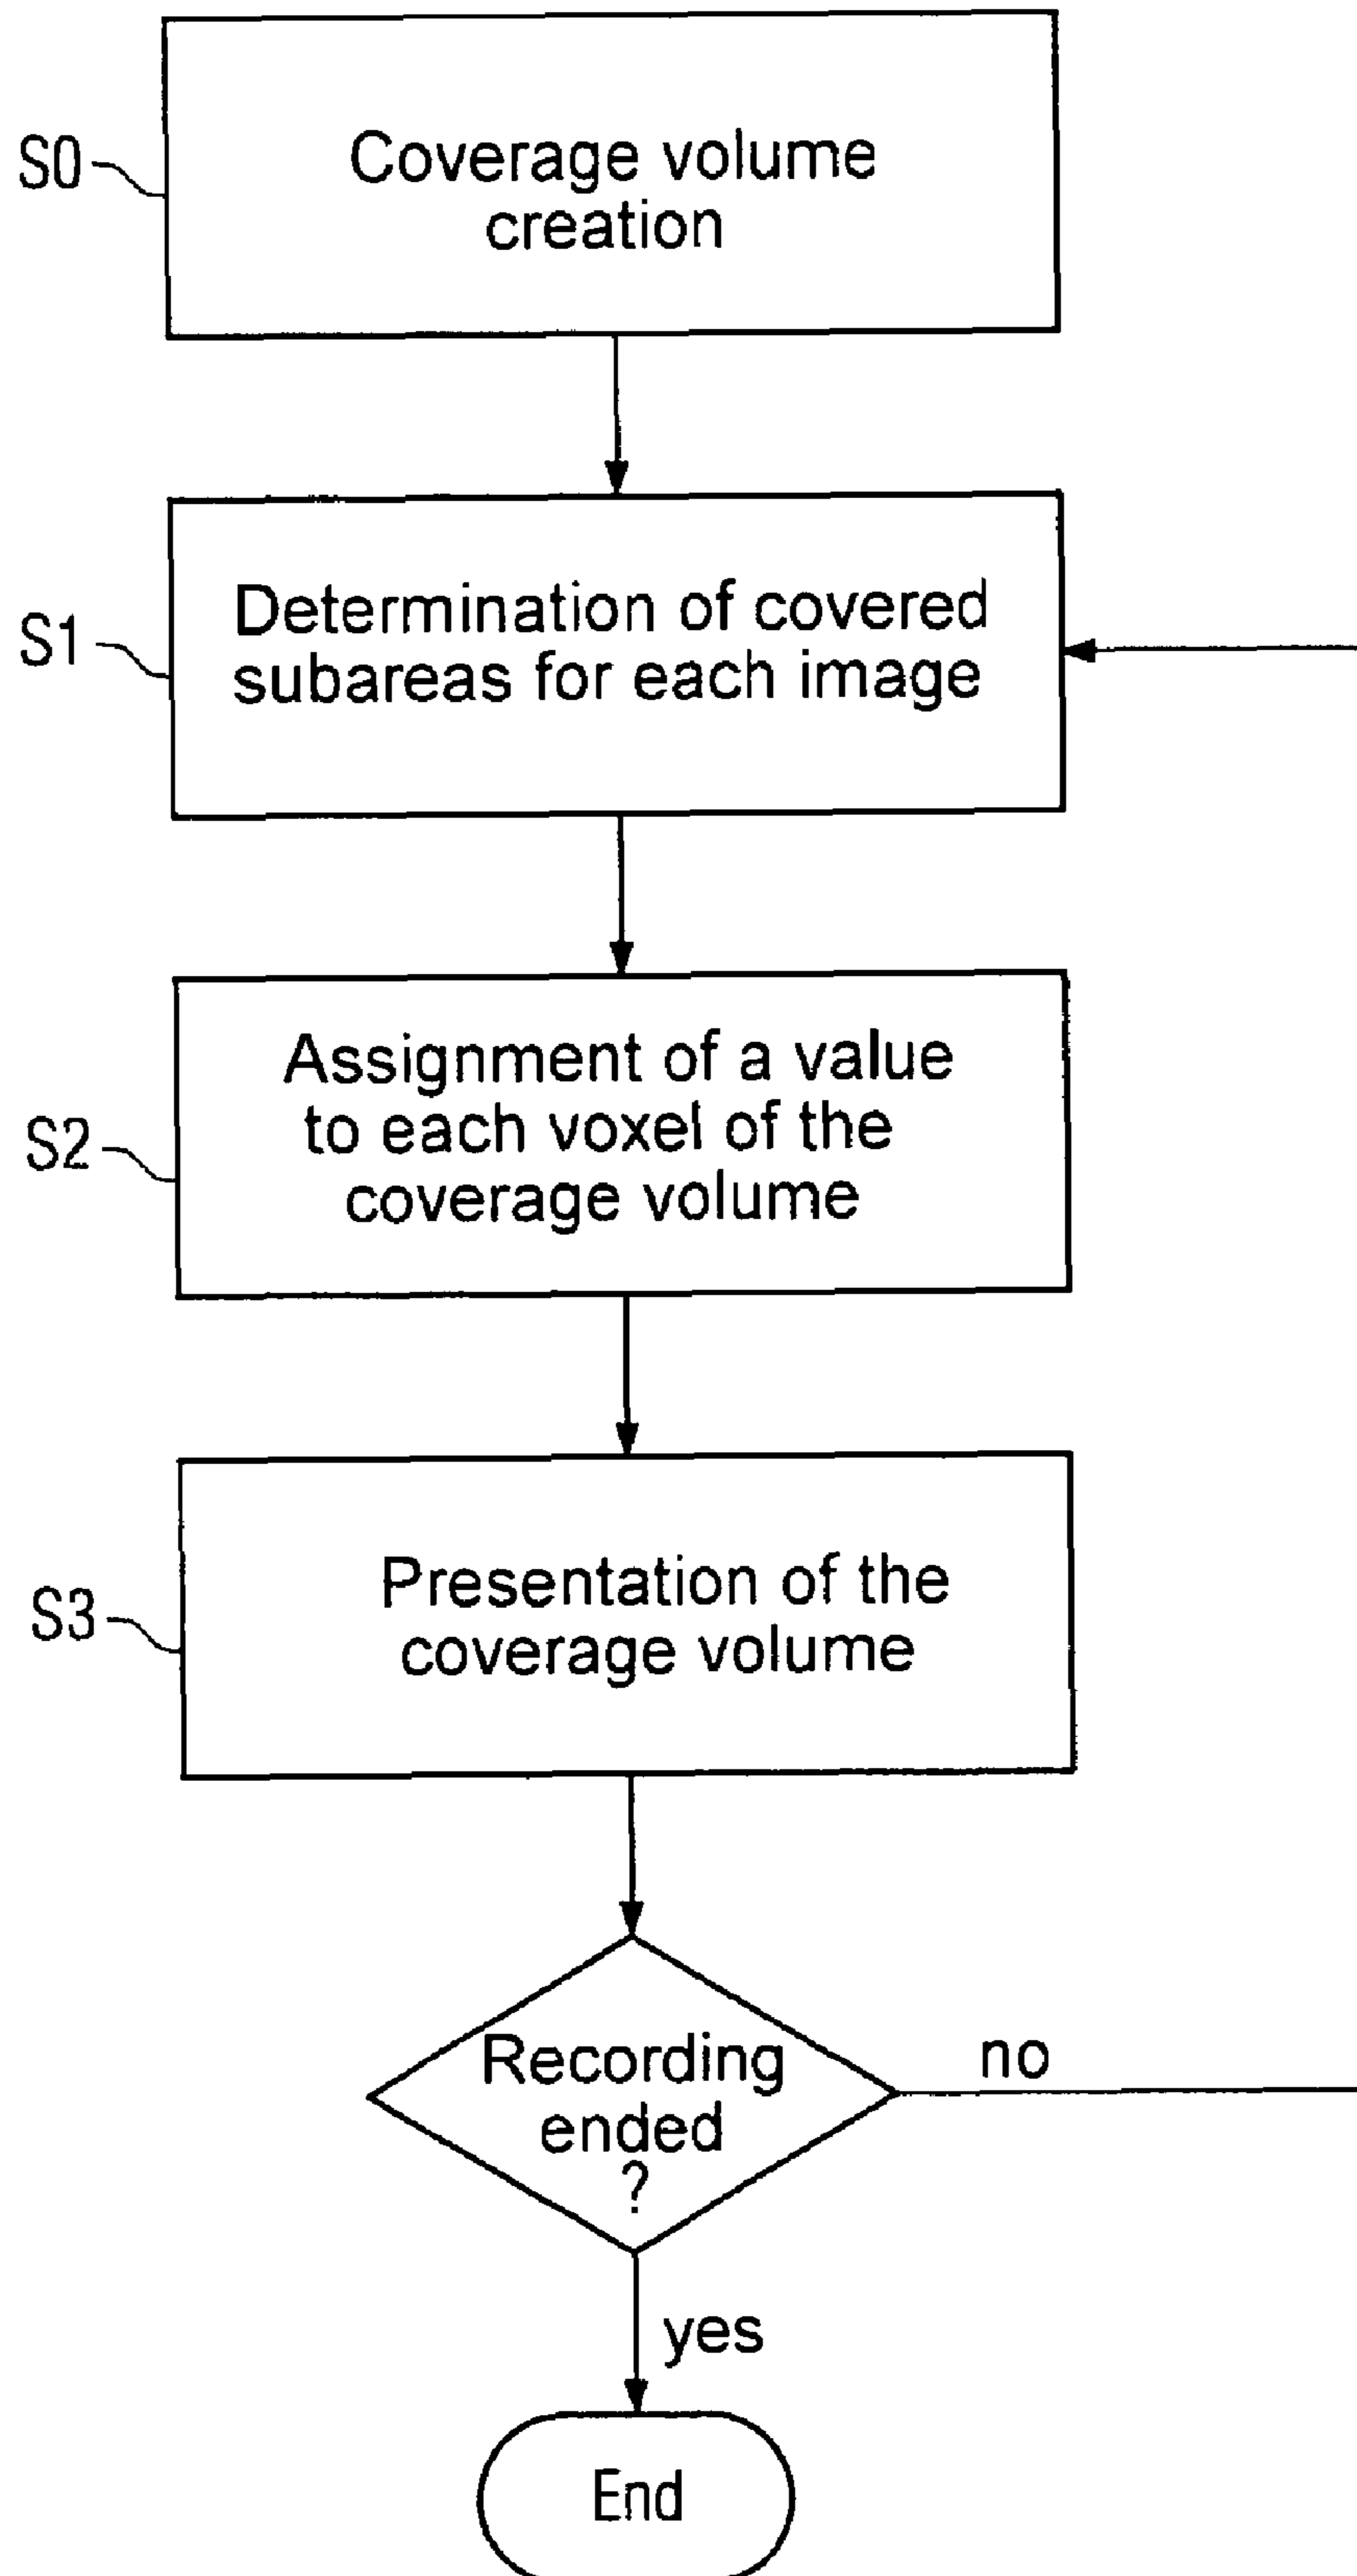 S0
Coverage volume
creation
S1
Determination of covered
subareas for each image
S2
Assignment of a value
to each voxel of the
coverage volume
S3
Presentation of the
coverage volume
Recording
ended
?
no
yes
End